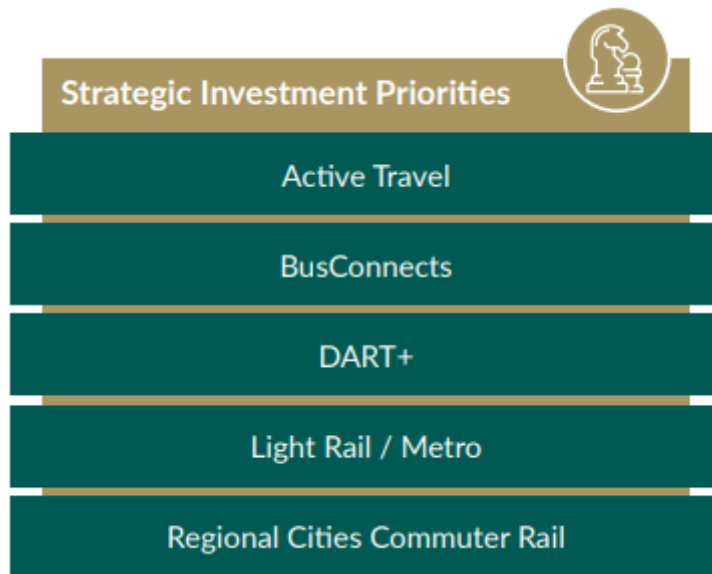 Strategic Investment Priorities
Active Travel
BusConnects
DART+
Light Rail / Metro
Regional Cities Commuter Rail